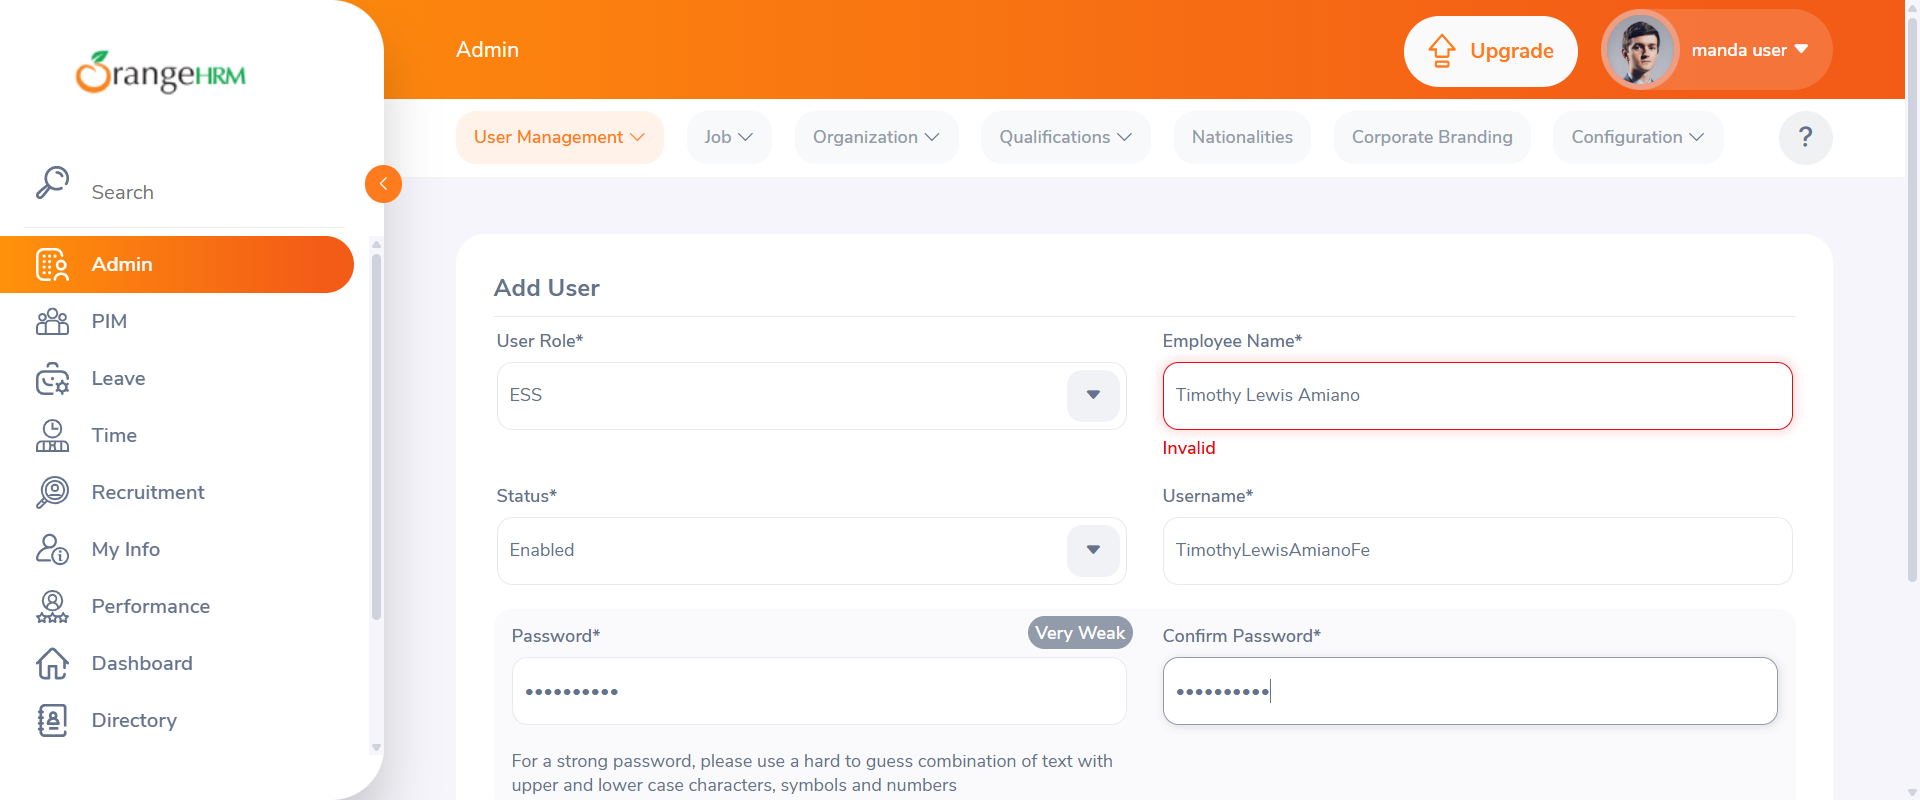 OrangeHRM
Admin
Upgrade
manda user
User Management
Job
Organization
Qualifications
Nationalities
Corporate Branding
Configuration
?
Search
Admin
PIM
Leave
Time
Recruitment
My Info
Performance
Dashboard
Directory
Add User
User Role*
ESS
Employee Name*
Timothy Lewis Amiano
Invalid
Status*
Enabled
Username*
TimothyLewisAmianoFe
Password*
Very Weak
••••••••••
Confirm Password*
••••••••••
For a strong password, please use a hard to guess combination of text with
upper and lower case characters, symbols and numbers